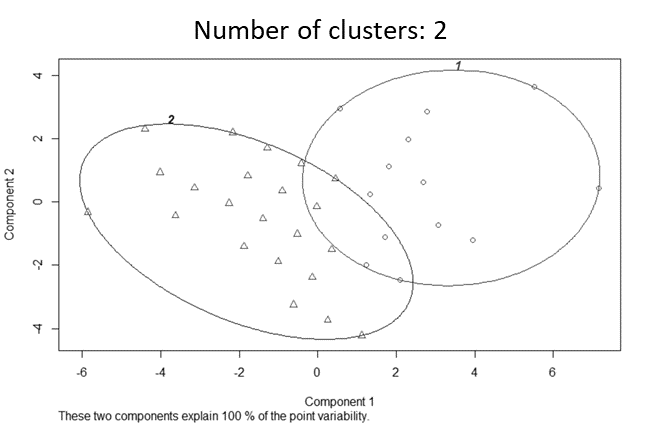 Number of clusters: 2
1
2
4
2
0
-2
-4
Component 2
-6 -4 -2 0 2 4 6
Component 1
These two components explain 100 % of the point variability.